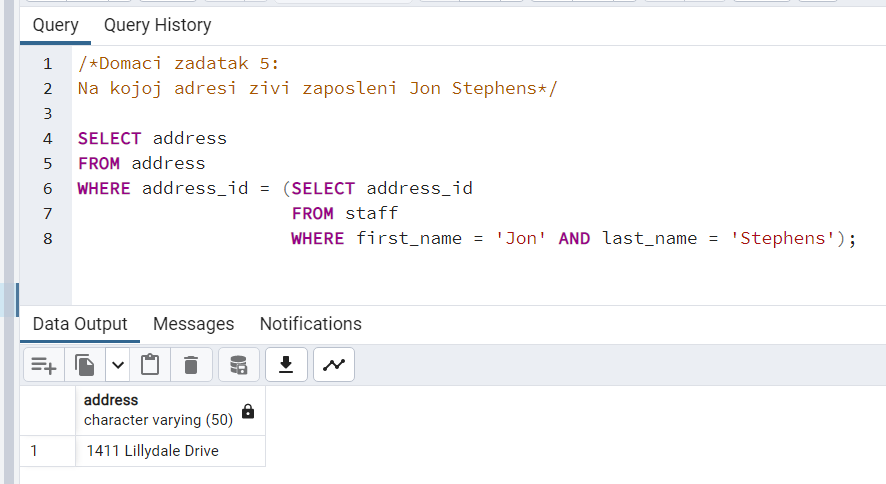 Query Query History
1 /*Domaci zadatak 5:
2 Na kojoj adresi zivi zaposleni Jon Stephens*/
3
4 SELECT address
5 FROM address
6 WHERE address_id = (SELECT address_id
7 FROM staff
8 WHERE first_name = 'Jon' AND last_name = 'Stephens');
Data Output Messages Notifications
address
character varying (50)
1 1411 Lillydale Drive